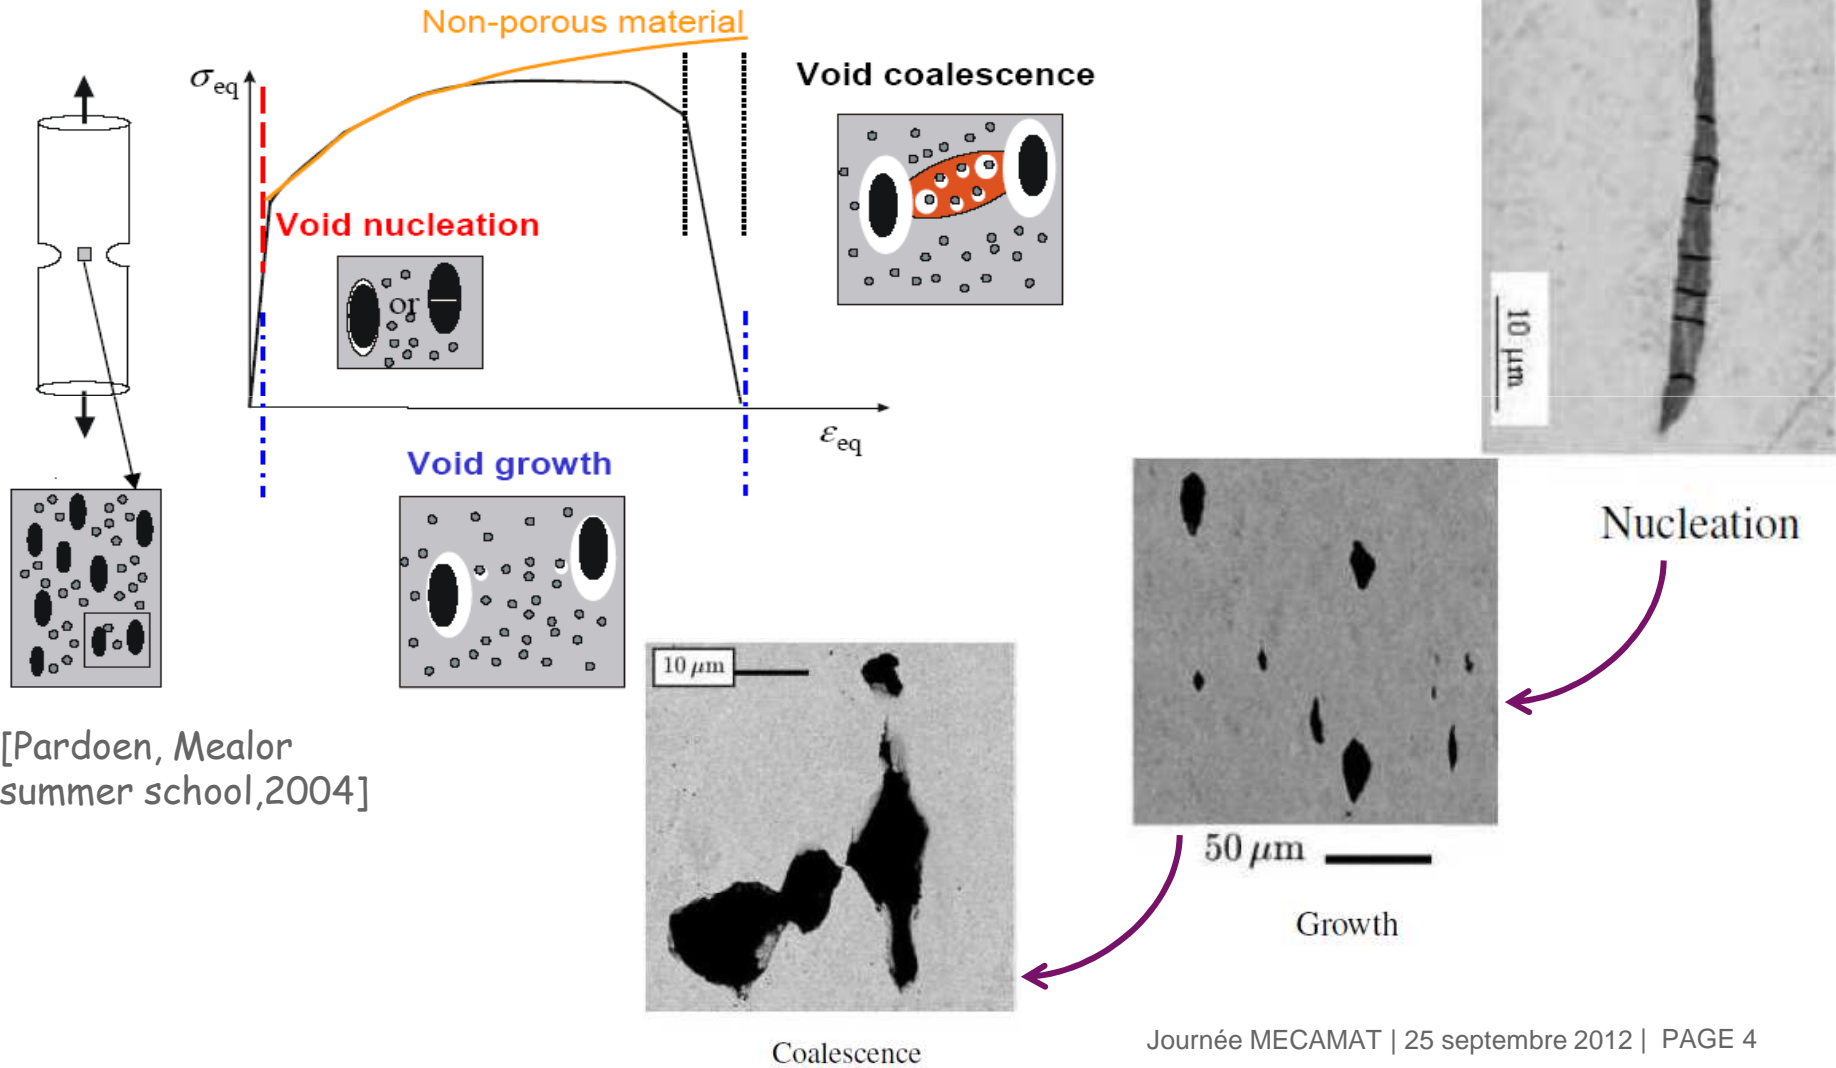 Non-porous material
σeq
Void coalescence
Void nucleation
or
10 µm
εeq
Void growth
Nucleation
10 µm
[Pardoen, Mealor
summer school,2004]
50 µm
Growth
Coalescence
Journée MECAMAT | 25 septembre 2012 | PAGE 4